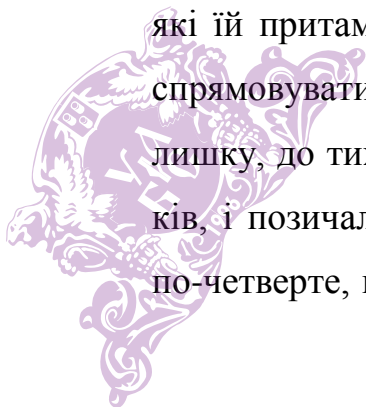 які їй притам
спрямовувати
лишку, до тих
ків, і позичал
по-четверте,